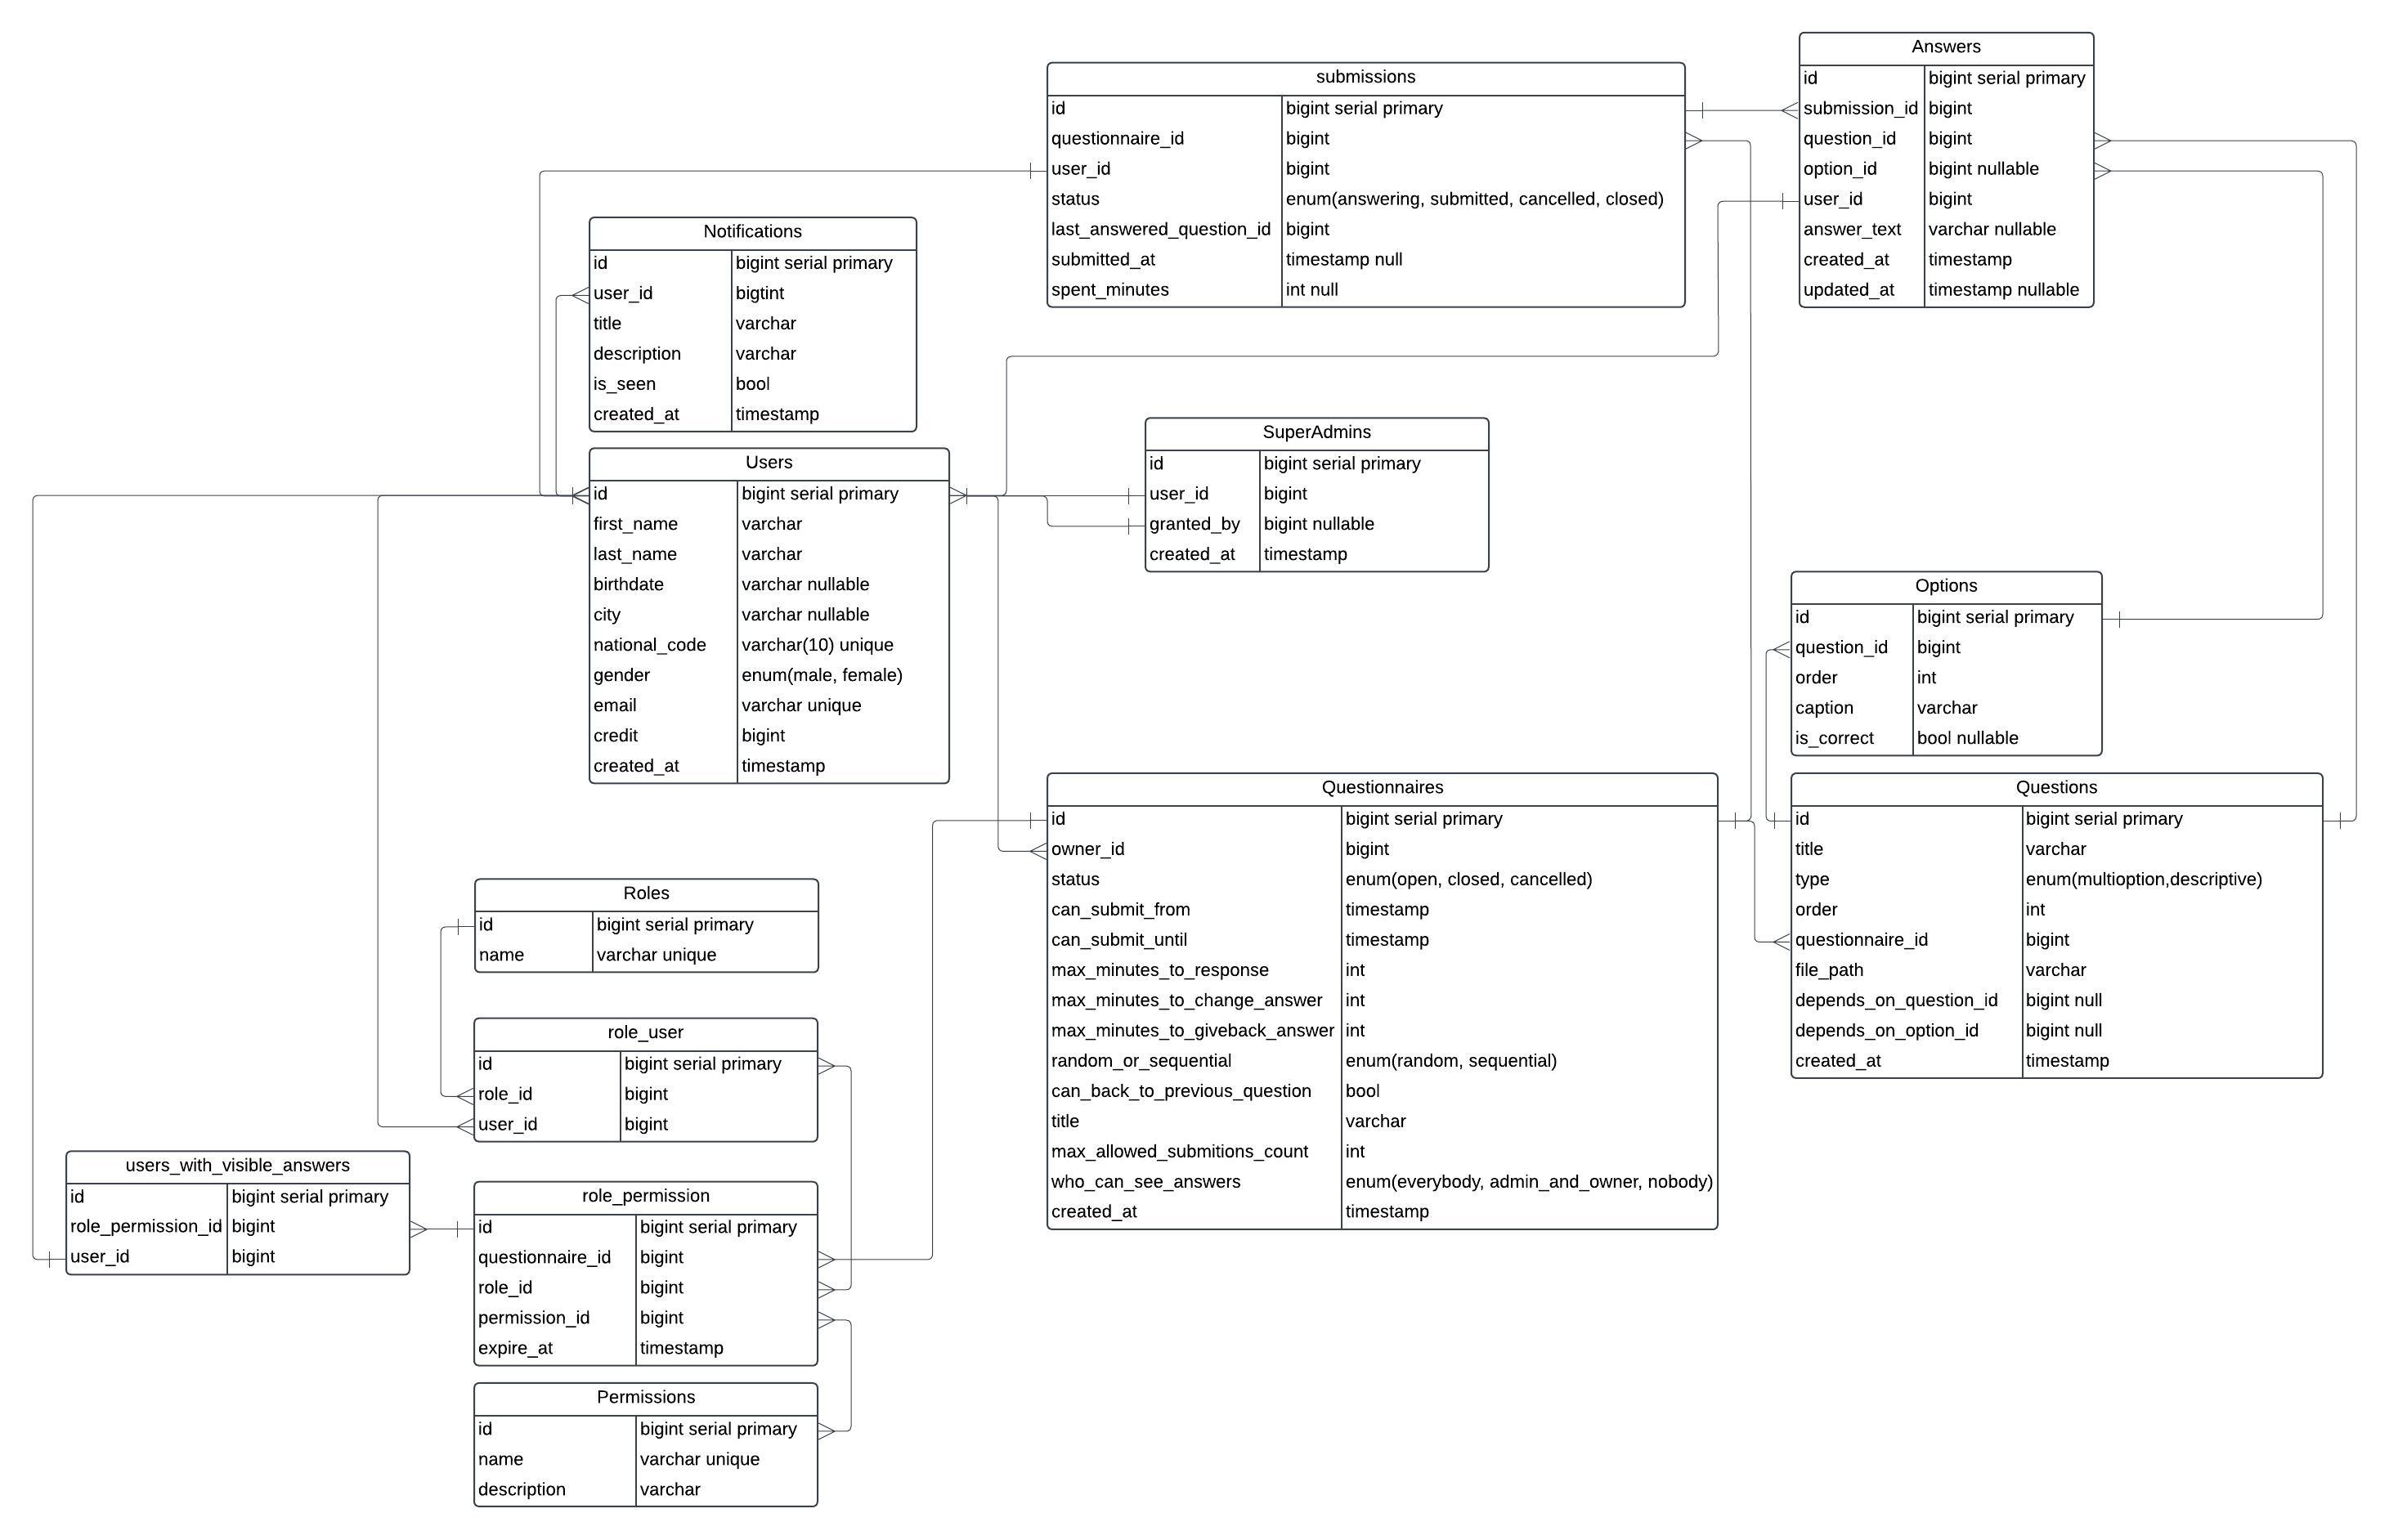 submissions
id bigint serial primary
questionnaire_id bigint
user_id bigint
status enum(answering, submitted, cancelled, closed)
last_answered_question_id bigint
submitted_at timestamp null
spent_minutes int null
Answers
id bigint serial primary
submission_id bigint
question_id bigint
option_id bigint nullable
user_id bigint
answer_text varchar nullable
created_at timestamp
updated_at timestamp nullable
Notifications
id bigint serial primary
user_id bigtint
title varchar
description varchar
is_seen bool
created_at timestamp
Users
id bigint serial primary
first_name varchar
last_name varchar
birthdate varchar nullable
city varchar nullable
national_code varchar(10) unique
gender enum(male, female)
email varchar unique
credit bigint
created_at timestamp
SuperAdmins
id bigint serial primary
user_id bigint
granted_by bigint nullable
created_at timestamp
Options
id bigint serial primary
question_id bigint
order int
caption varchar
is_correct bool nullable
Questionnaires
id bigint serial primary
owner_id bigint
status enum(open, closed, cancelled)
can_submit_from timestamp
can_submit_until timestamp
max_minutes_to_response int
max_minutes_to_change_answer int
max_minutes_to_giveback_answer int
random_or_sequential enum(random, sequential)
can_back_to_previous_question bool
title varchar
max_allowed_submitions_count int
who_can_see_answers enum(everybody, admin_and_owner, nobody)
created_at timestamp
Questions
id bigint serial primary
title varchar
type enum(multioption,descriptive)
order int
questionnaire_id bigint
file_path varchar
depends_on_question_id bigint null
depends_on_option_id bigint null
created_at timestamp
Roles
id bigint serial primary
name varchar unique
role_user
id bigint serial primary
role_id bigint
user_id bigint
users_with_visible_answers
id bigint serial primary
role_permission_id bigint
user_id bigint
role_permission
id bigint serial primary
questionnaire_id bigint
role_id bigint
permission_id bigint
expire_at timestamp
Permissions
id bigint serial primary
name varchar unique
description varchar